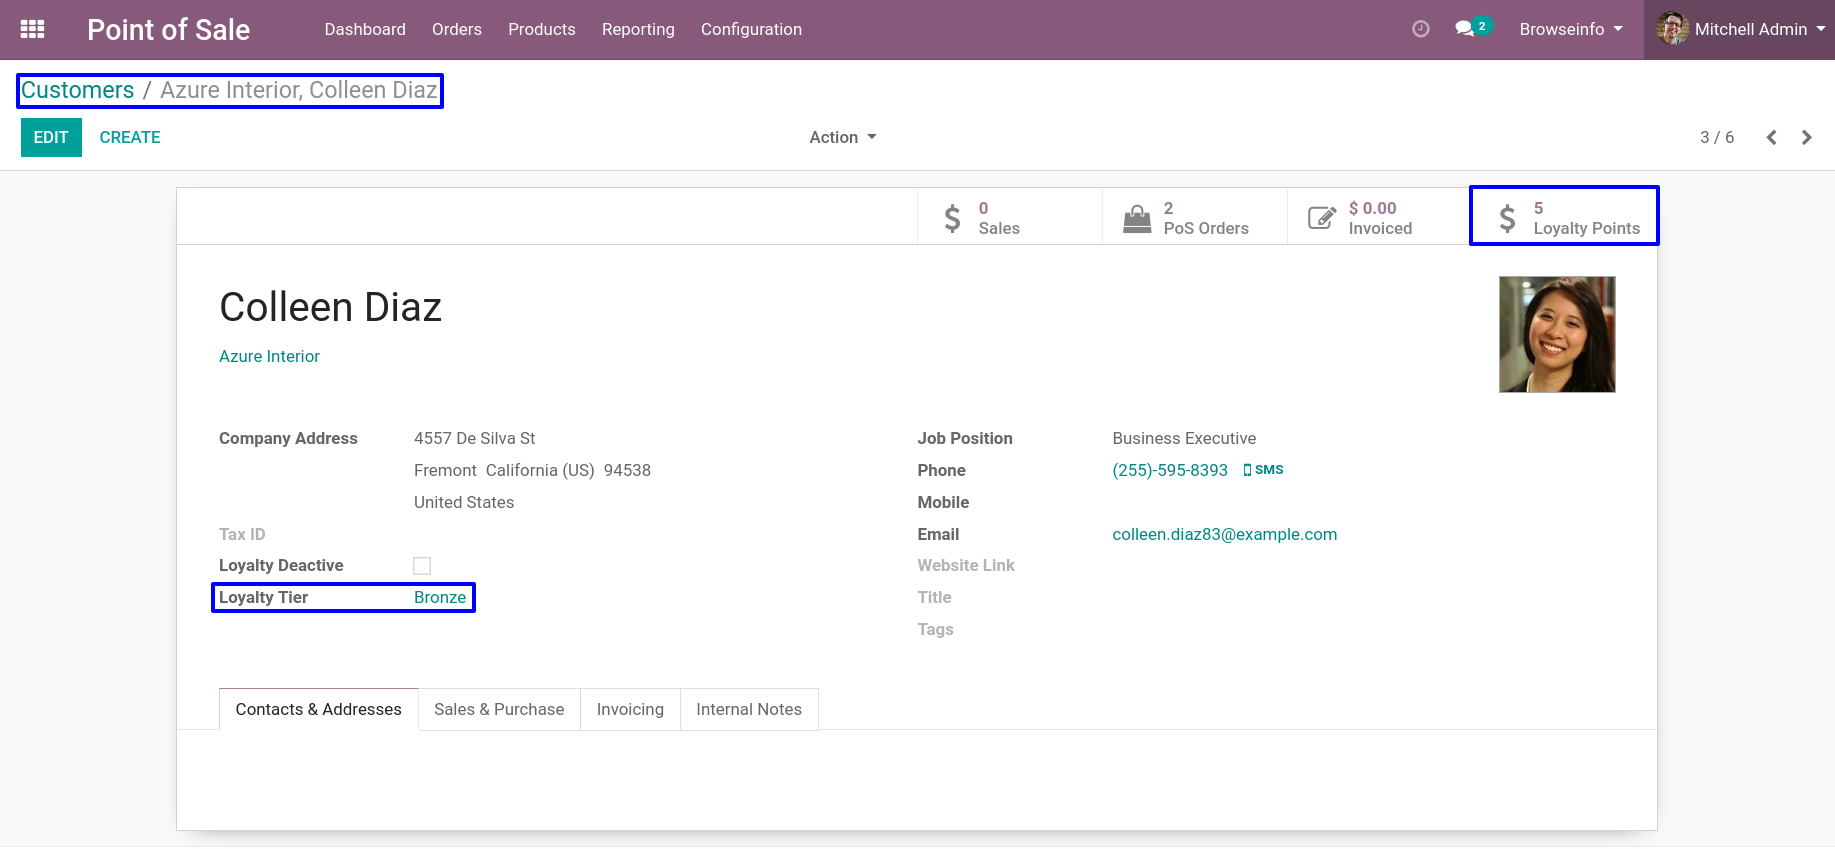 Point of Sale Dashboard Orders Products Reporting Configuration 2 Browseinfo Mitchell Admin
Customers / Azure Interior, Colleen Diaz
EDIT CREATE Action 3 / 6
0 Sales
2 PoS Orders
$ 0.00 Invoiced
5 Loyalty Points
Colleen Diaz
Azure Interior
Company Address 4557 De Silva St
Fremont California (US) 94538
United States
Tax ID
Loyalty Deactive
Loyalty Tier Bronze
Job Position Business Executive
Phone (255)-595-8393 SMS
Mobile
Email colleen.diaz83@example.com
Website Link
Title
Tags
Contacts & Addresses Sales & Purchase Invoicing Internal Notes